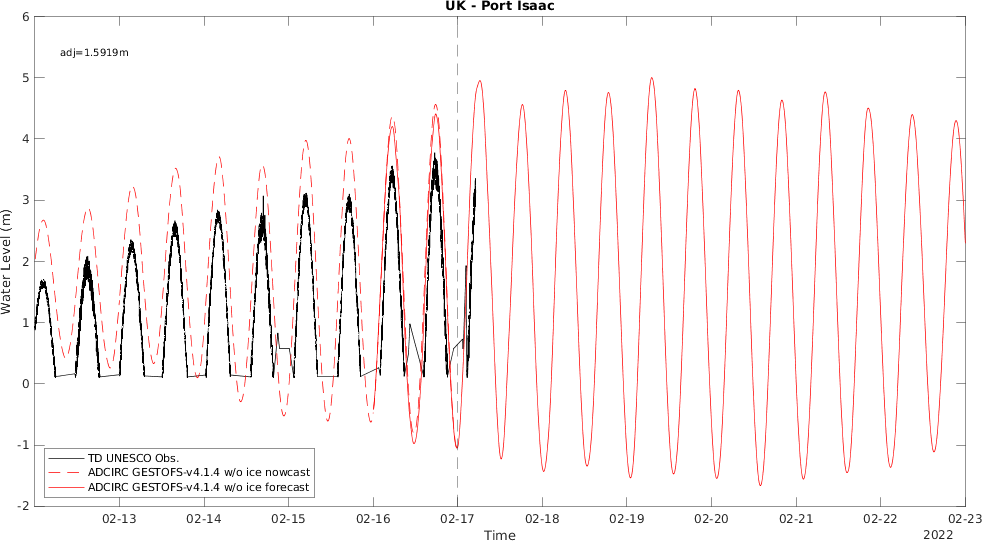 UK - Port Isaac
adj=1.5919m
Water Level (m)
6
5
4
3
2
1
0
-1
-2
TD UNESCO Obs.
ADCIRC GESTOFS-v4.1.4 w/o ice nowcast
ADCIRC GESTOFS-v4.1.4 w/o ice forecast
02-13 02-14 02-15 02-16 02-17 02-18 02-19 02-20 02-21 02-22 02-23
Time
2022